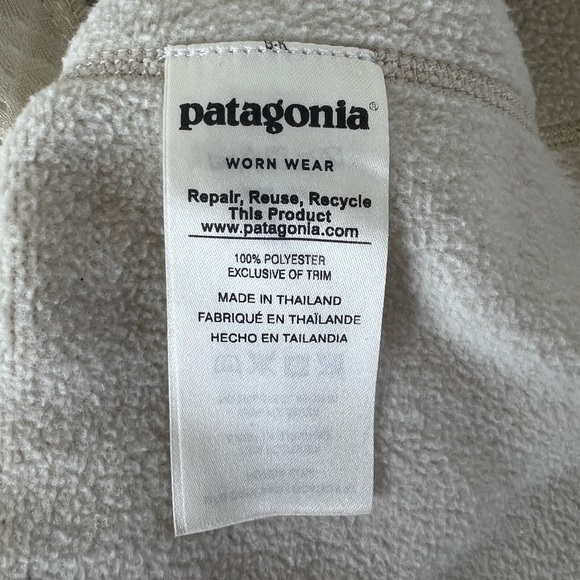 patagonia®
WORN WEAR
Repair, Reuse, Recycle
This Product
www.patagonia.com
100% POLYESTER
EXCLUSIVE OF TRIM
MADE IN THAILAND
FABRIQUÉ EN THAÏLANDE
HECHO EN TAILANDIA